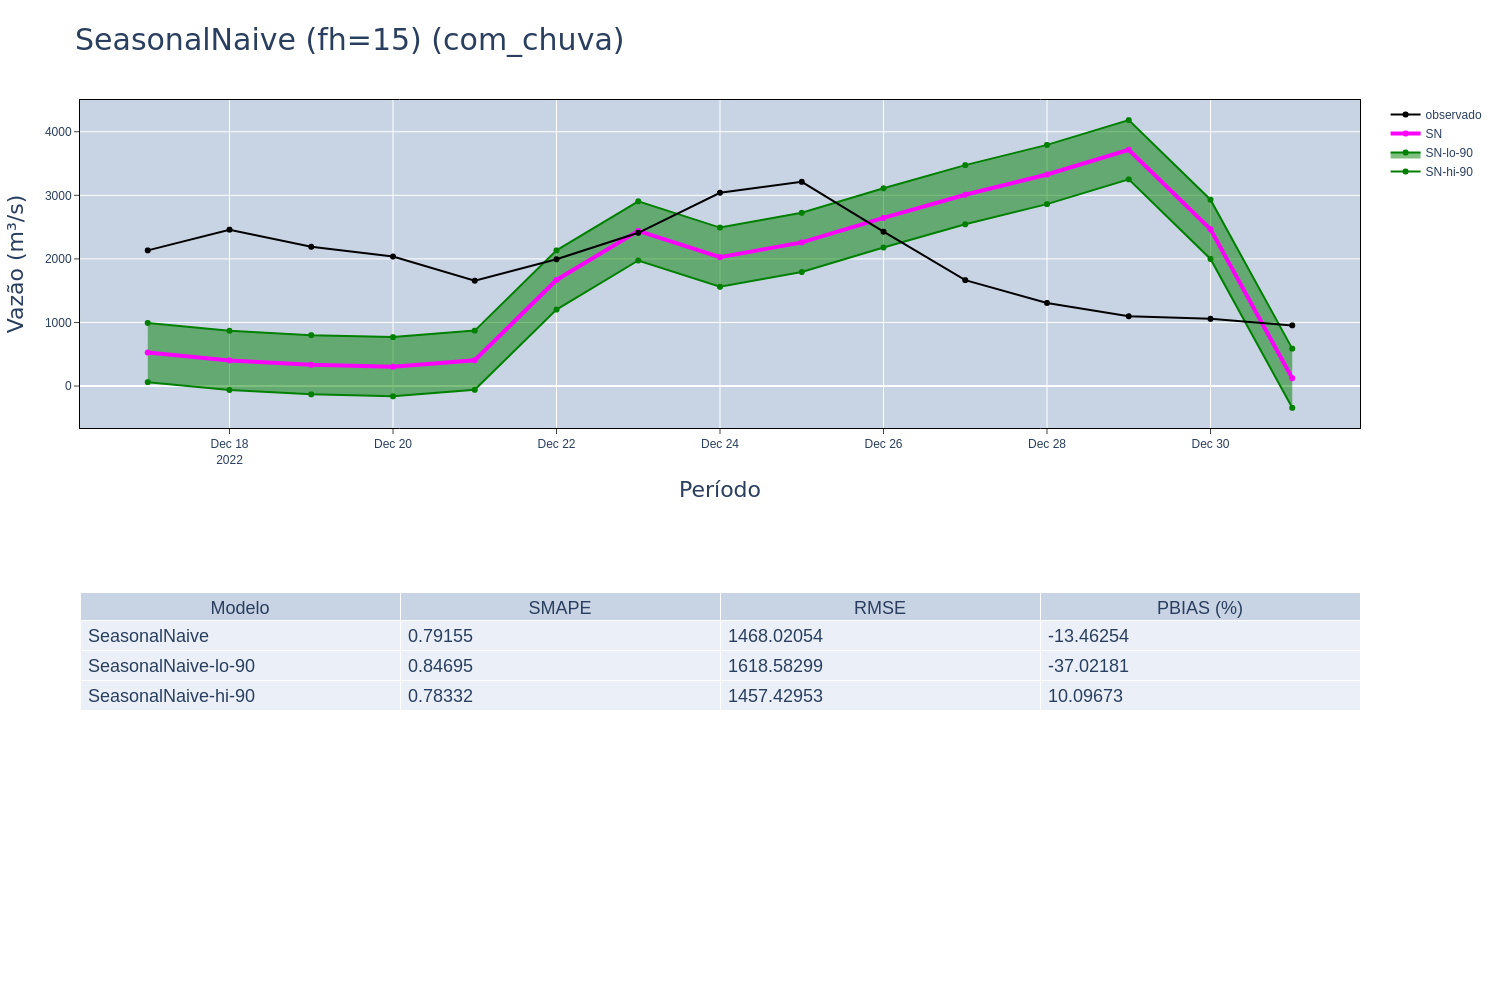 SeasonalNaive (fh=15) (com_chuva)
observado
SN
SN-lo-90
SN-hi-90
Vazão (m³/s)
4000
3000
2000
1000
0
Dec 18 Dec 20 Dec 22 Dec 24 Dec 26 Dec 28 Dec 30
2022
Período
Modelo SMAPE RMSE PBIAS (%)
SeasonalNaive 0.79155 1468.02054 -13.46254
SeasonalNaive-lo-90 0.84695 1618.58299 -37.02181
SeasonalNaive-hi-90 0.78332 1457.42953 10.09673